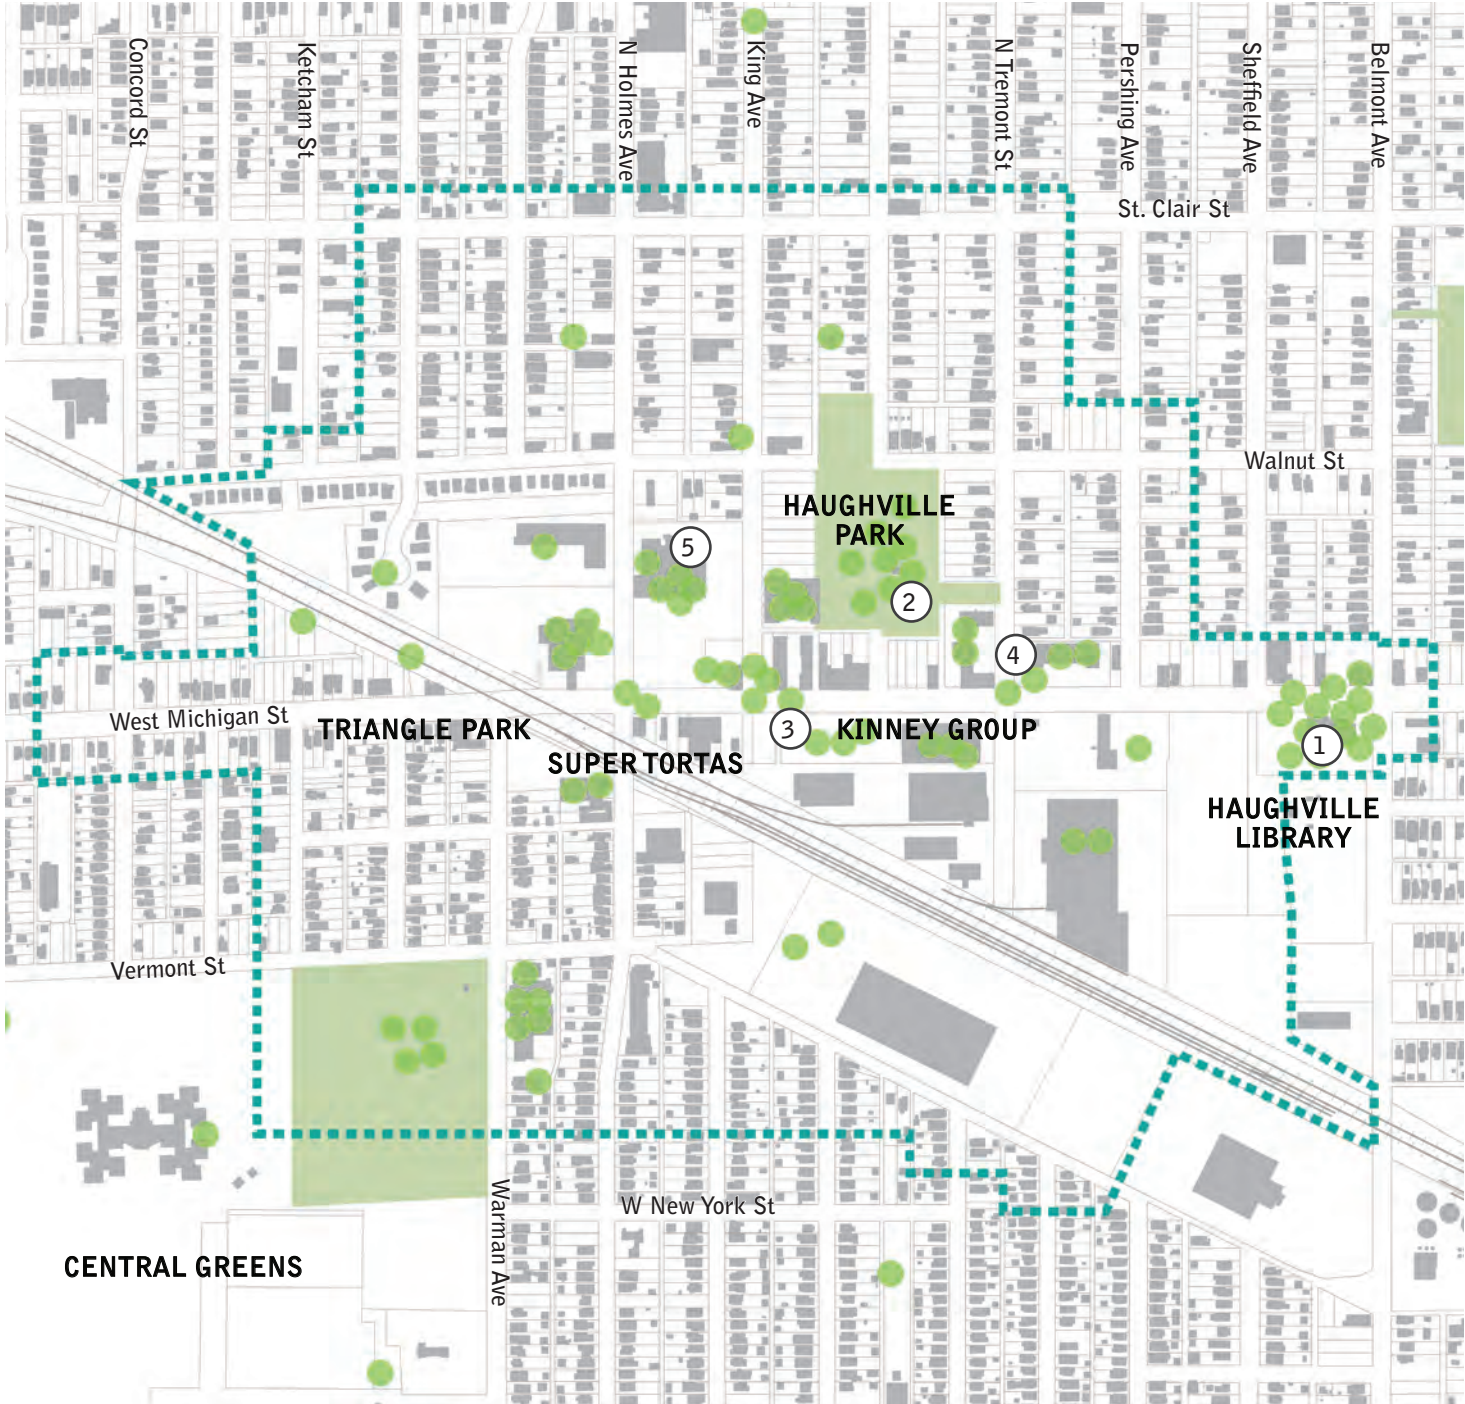 Concord St
Ketcham St
N Holmes Ave
King Ave
N Tremont St
Pershing Ave
Sheffield Ave
Belmont Ave
St. Clair St
Walnut St
HAUGHVILLE
PARK
5
2
4
West Michigan St
TRIANGLE PARK
3
KINNEY GROUP
1
SUPER TORTAS
HAUGHVILLE
LIBRARY
Vermont St
Warman Ave
W New York St
CENTRAL GREENS